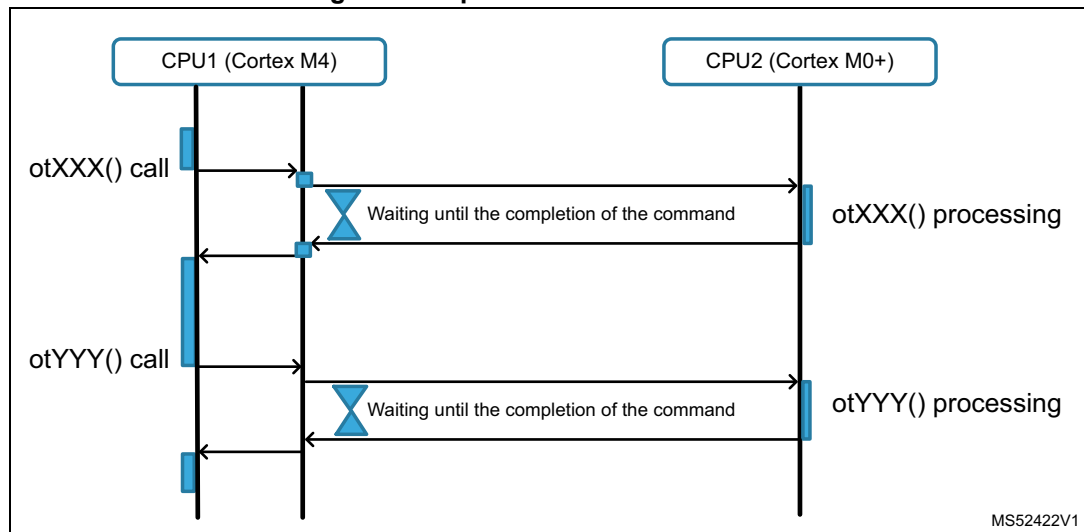 CPU1 (Cortex M4)
CPU2 (Cortex M0+)
otXXX() call
Waiting until the completion of the command
otXXX() processing
otYYY() call
Waiting until the completion of the command
otYYY() processing
MS52422V1